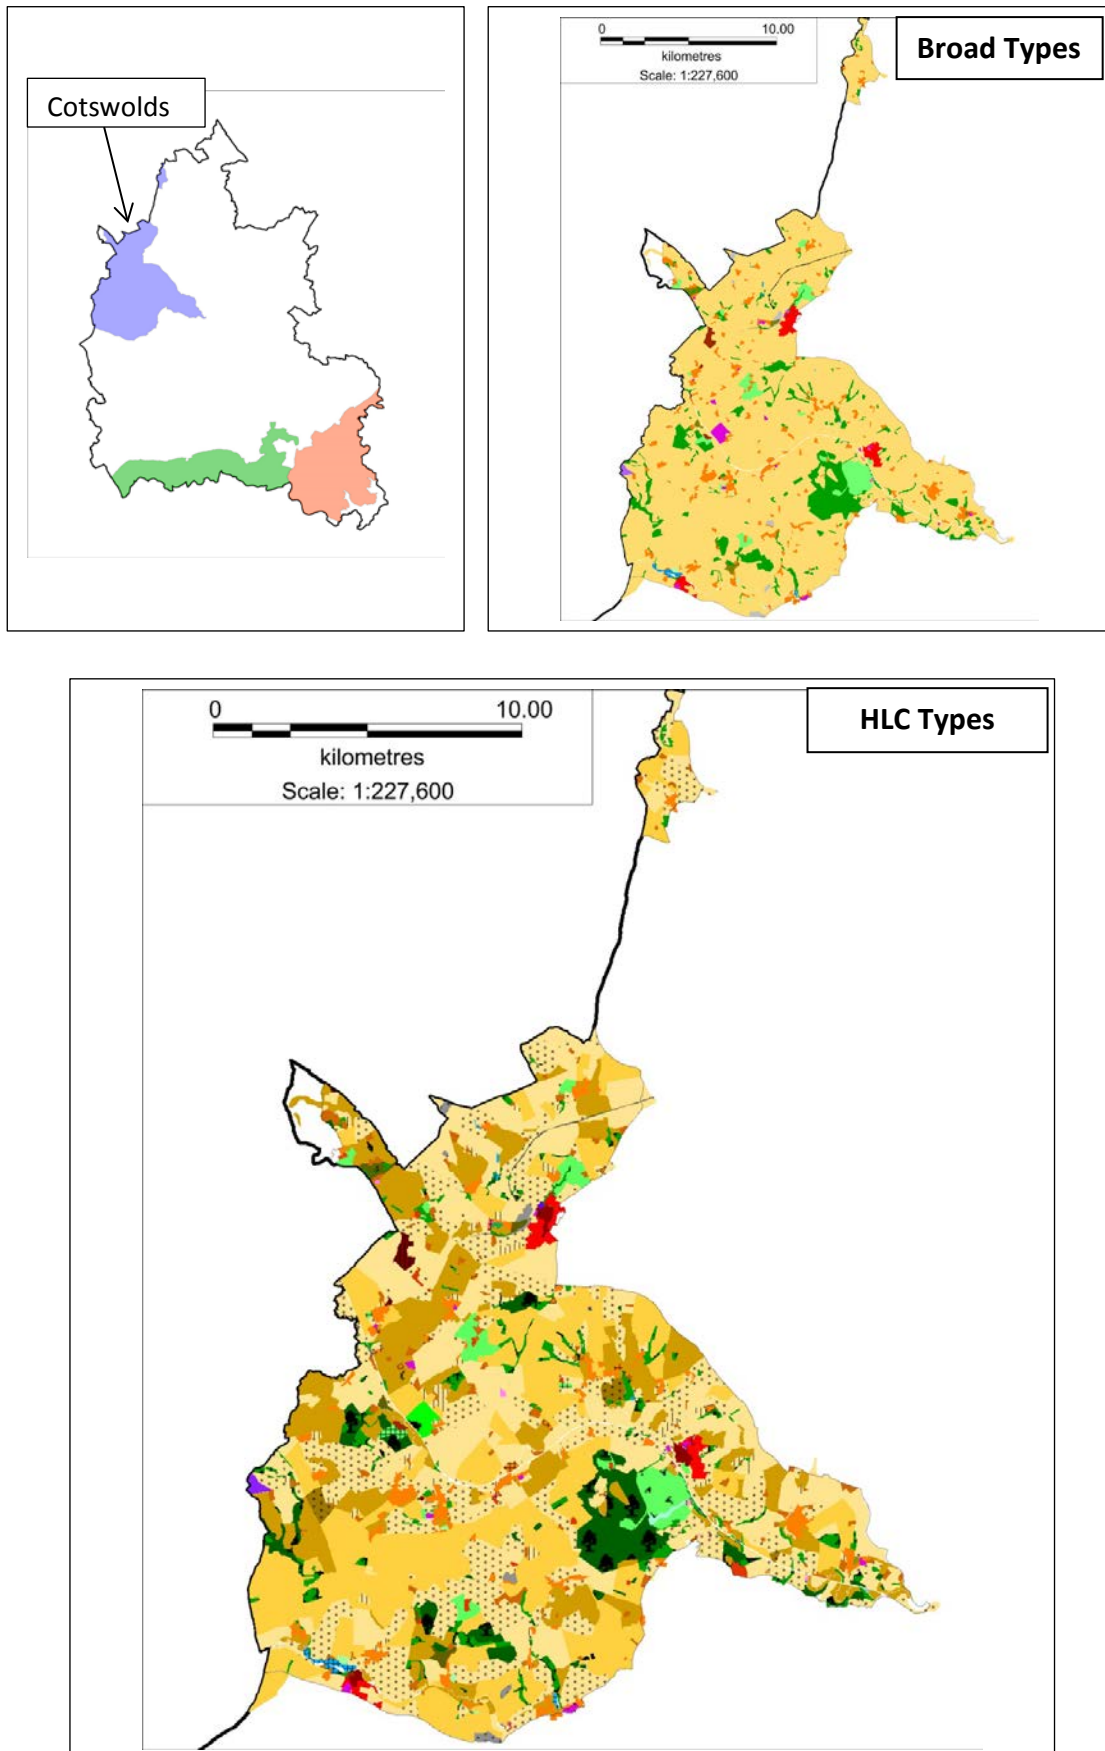 Cotswolds
0 10.00
kilometres
Scale: 1:227,600
Broad Types
0 10.00
kilometres
Scale: 1:227,600
HLC Types